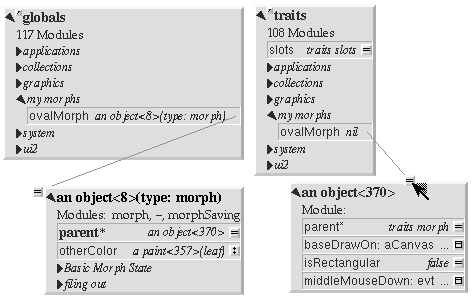 globals
117 Modules
applications
collections
graphics
my morphs
ovalMorph an object<8>(type: morph)
system
ui2
traits
108 Modules
slots traits slots =
applications
collections
graphics
my morphs
ovalMorph nil
system
ui2
an object<8>(type: morph)
Modules: morph, –, morphSaving
parent* an object<370> =
otherColor a paint<357>(leaf) :
Basic Morph State
filing out
an object<370>
Module:
parent* traits morph =
baseDrawOn: aCanvas ...
isRectangular false =
middleMouseDown: evt ...